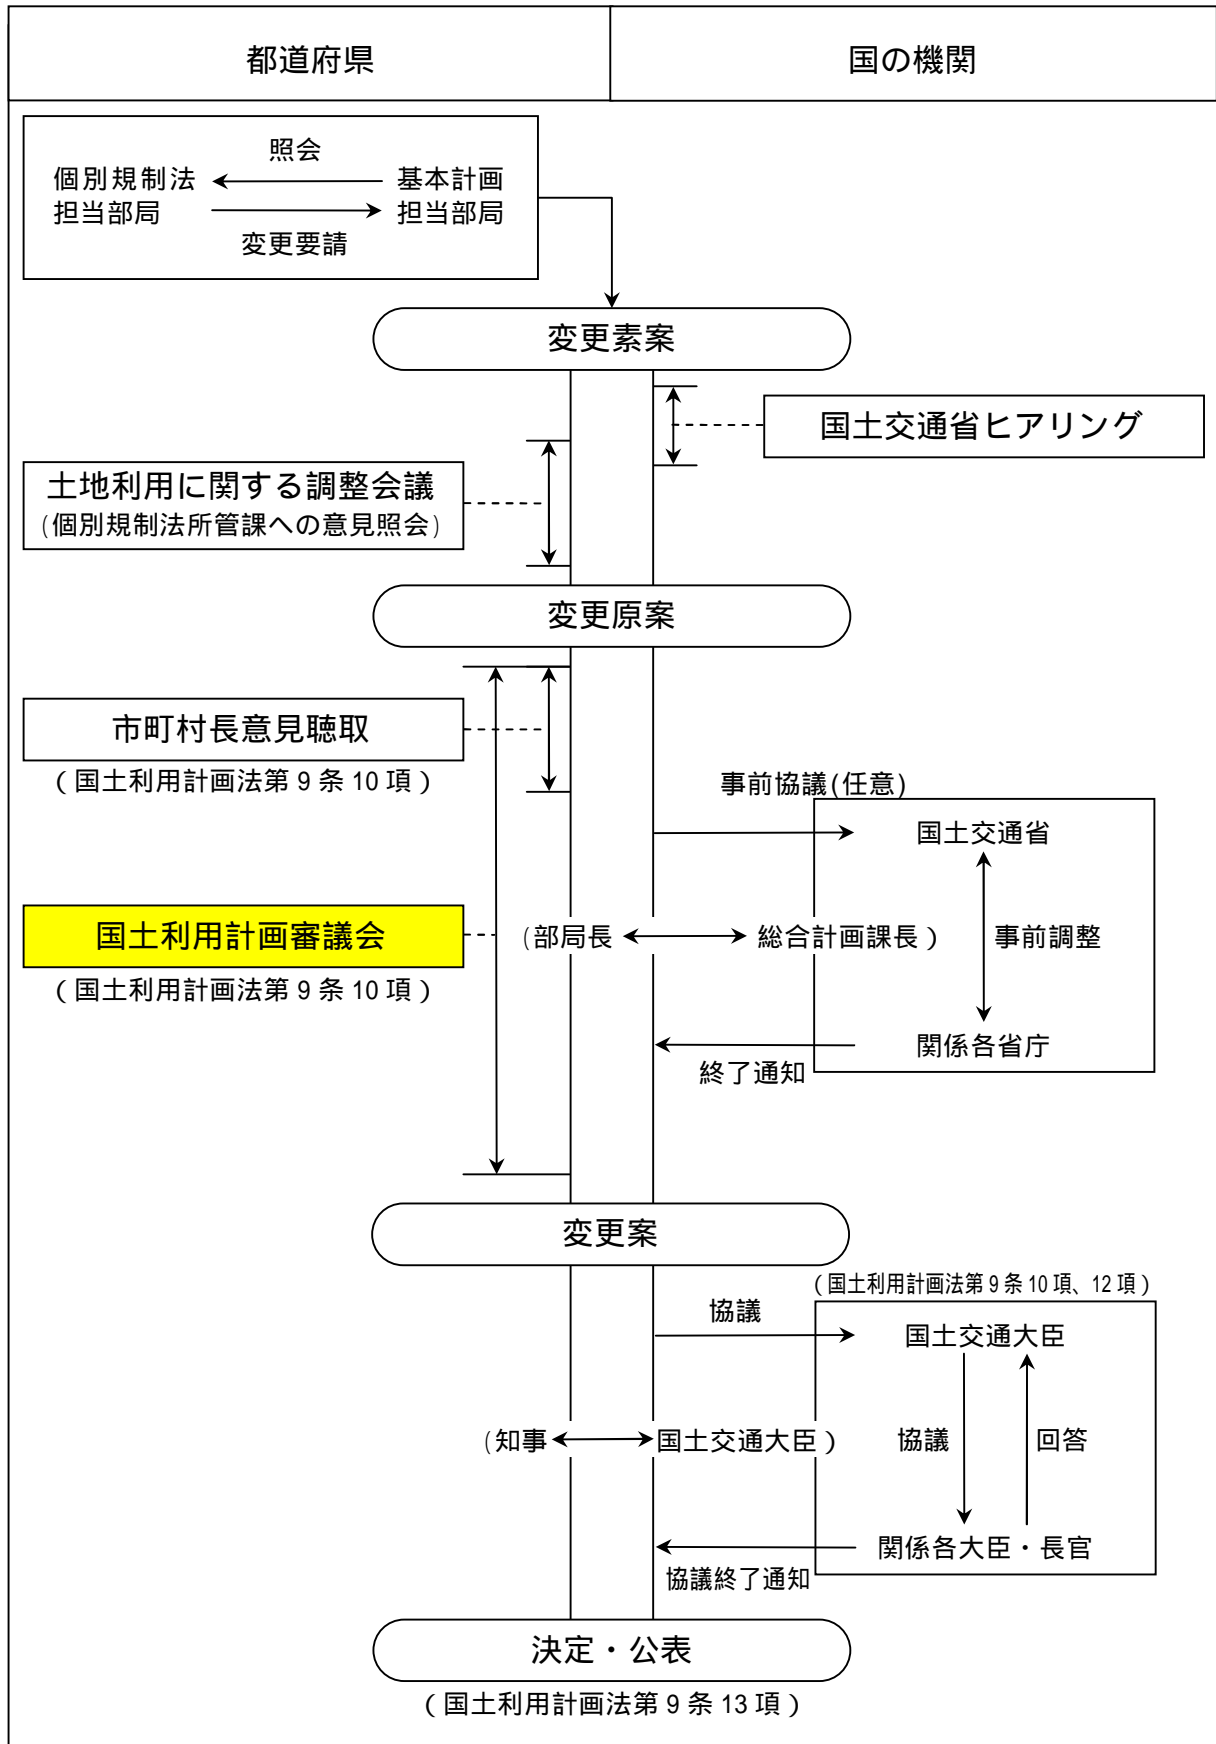 都道府県
国の機関
照会
個別規制法
担当部局
基本計画
担当部局
変更要請
変更素案
国土交通省ヒアリング
土地利用に関する調整会議
(個別規制法所管課への意見照会)
変更原案
市町村長意見聴取
(国土利用計画法第9条10項)
事前協議(任意)
国土交通省
国土利用計画審議会
(国土利用計画法第9条10項)
(部局長
総合計画課長)
事前調整
関係各省庁
終了通知
変更案
(国土利用計画法第9条10項、12項)
協議
国土交通大臣
(知事
国土交通大臣)
協議
回答
関係各大臣・長官
協議終了通知
決定・公表
(国土利用計画法第9条13項)